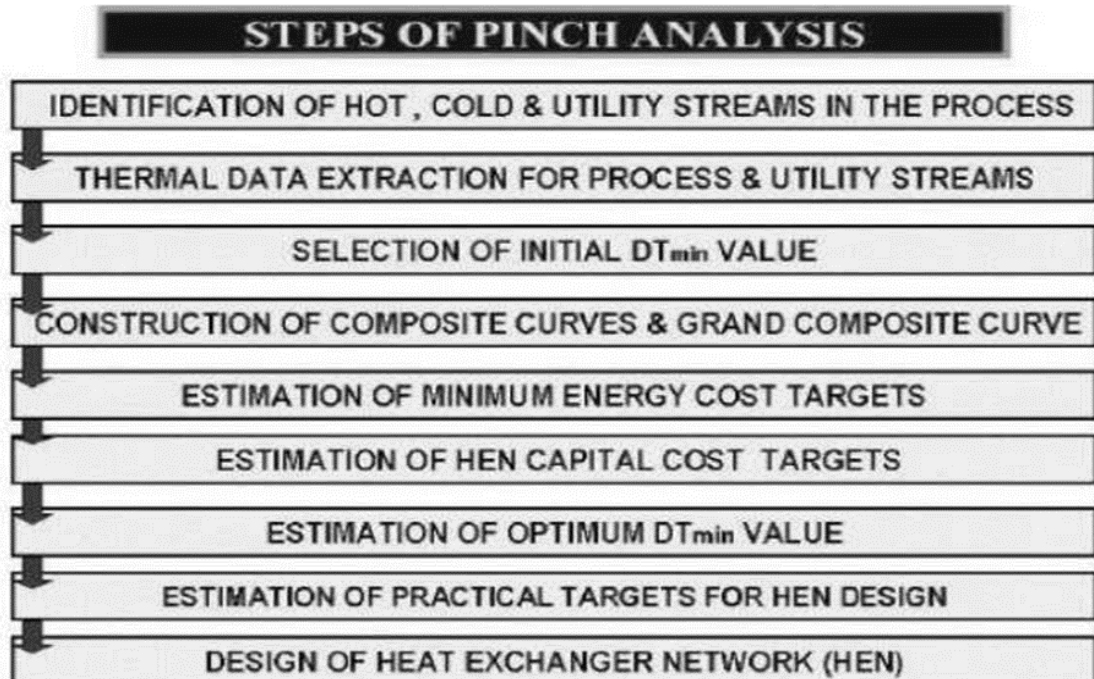 STEPS OF PINCH ANALYSIS
IDENTIFICATION OF HOT , COLD & UTILITY STREAMS IN THE PROCESS
THERMAL DATA EXTRACTION FOR PROCESS & UTILITY STREAMS
SELECTION OF INITIAL DTmin VALUE
CONSTRUCTION OF COMPOSITE CURVES & GRAND COMPOSITE CURVE
ESTIMATION OF MINIMUM ENERGY COST TARGETS
ESTIMATION OF HEN CAPITAL COST TARGETS
ESTIMATION OF OPTIMUM DTmin VALUE
ESTIMATION OF PRACTICAL TARGETS FOR HEN DESIGN
DESIGN OF HEAT EXCHANGER NETWORK (HEN)